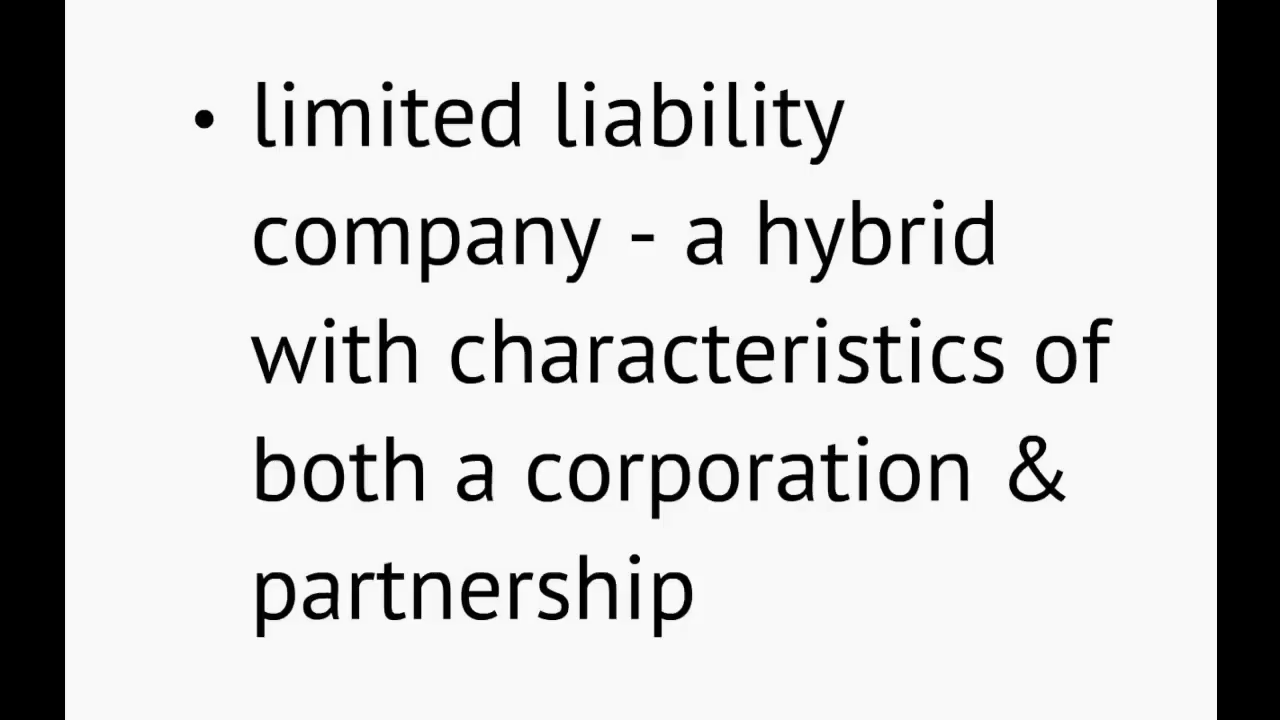 • limited liability
company - a hybrid
with characteristics of
both a corporation &
partnership